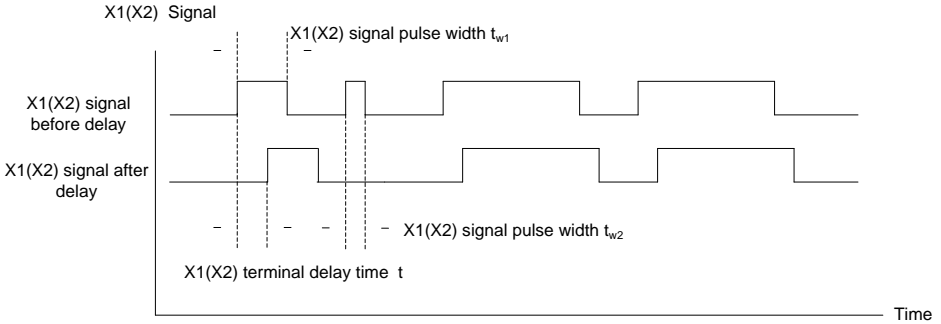 X1(X2) Signal
X1(X2) signal pulse width tw1
X1(X2) signal
before delay
X1(X2) signal after
delay
X1(X2) signal pulse width tw2
X1(X2) terminal delay time t
Time